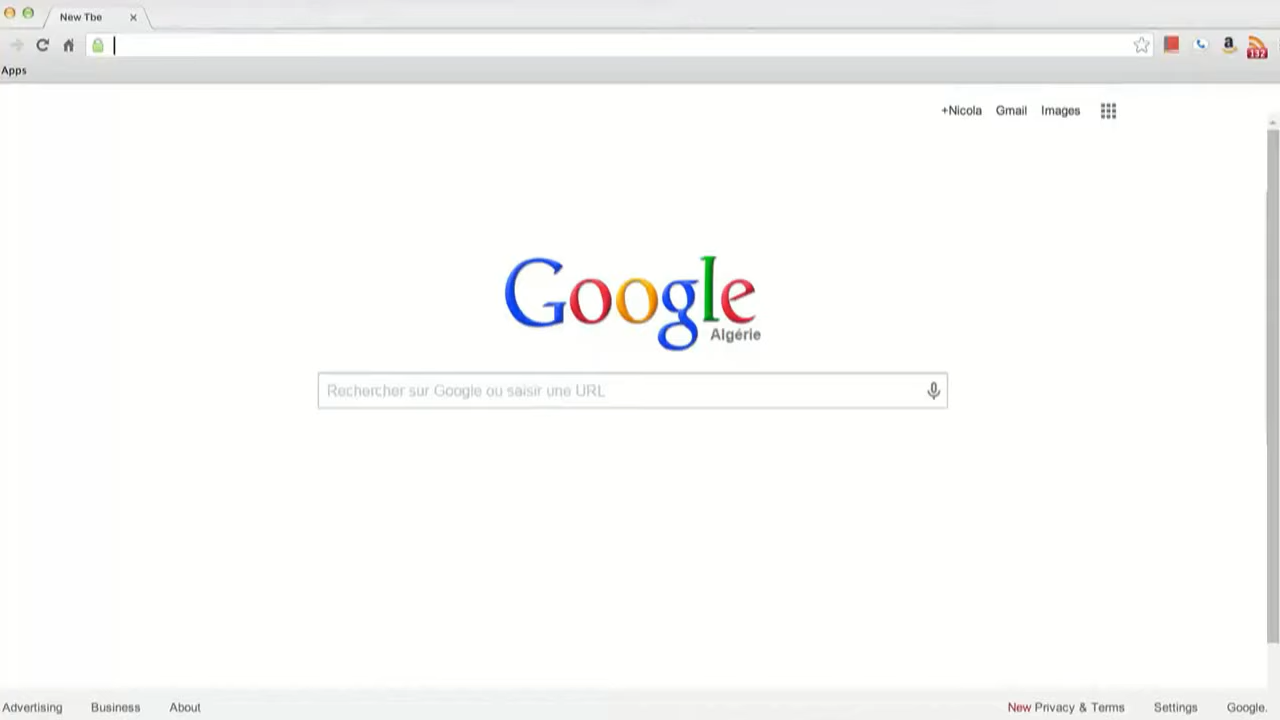 New Tbe
a
132
Apps
+Nicola Gmail Images
Google
Algérie
Rechercher sur Google ou saisir une URL
Advertising Business About New Privacy & Terms Settings Google.